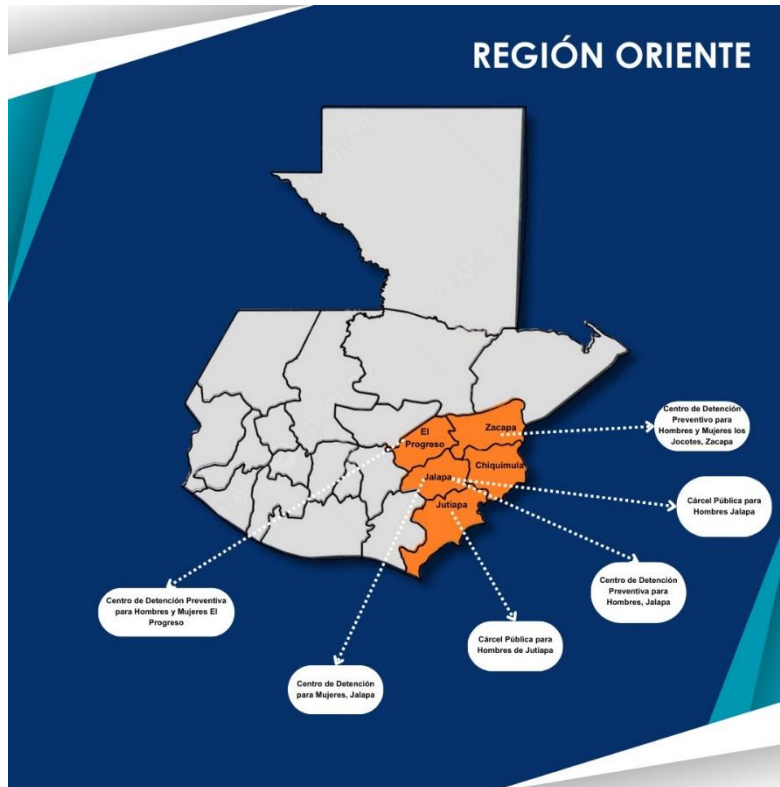 REGIÓN ORIENTE
El
Progreso
Zacapa
Chiquimula
Jalapa
Jutiapa
Centro de Detención
Preventivo para
Hombres y Mujeres los
Jocotes, Zacapa
Cárcel Pública para
Hombres Jalapa
Centro de Detención
Preventiva para
Hombres, Jalapa
Centro de Detención Preventiva
para Hombres y Mujeres El
Progreso
Cárcel Pública para
Hombres de Jutiapa
Centro de Detención
para Mujeres, Jalapa